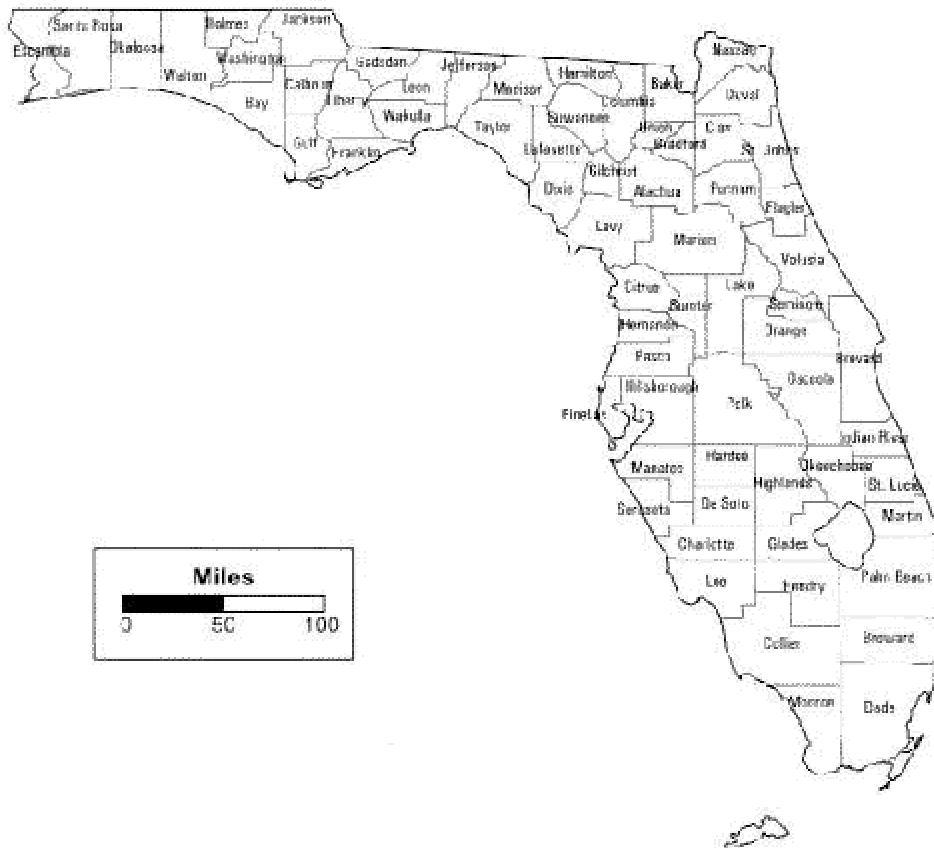 Santa Rosa
Escambia
Okaloosa
Walton
Holmes
Washington
Jackson
Bay
Calhoun
Gulf
Liberty
Franklin
Gadsden
Leon
Wakulla
Jefferson
Madison
Taylor
Hamilton
Suwannee
Lafayette
Dixie
Columbia
Gilchrist
Baker
Union
Bradford
Alachua
Levy
Nassau
Duval
Clay
St. Johns
Putnam
Flagler
Marion
Volusia
Citrus
Sumter
Lake
Seminole
Hernando
Orange
Pasco
Brevard
Osceola
Hillsborough
Polk
Pinellas
Indian River
Manatee
Hardee
Highlands
Okeechobee
St. Lucie
Sarasota
De Soto
Martin
Charlotte
Glades
Lee
Hendry
Palm Beach
Collier
Broward
Monroe
Dade
Miles
0 50 100